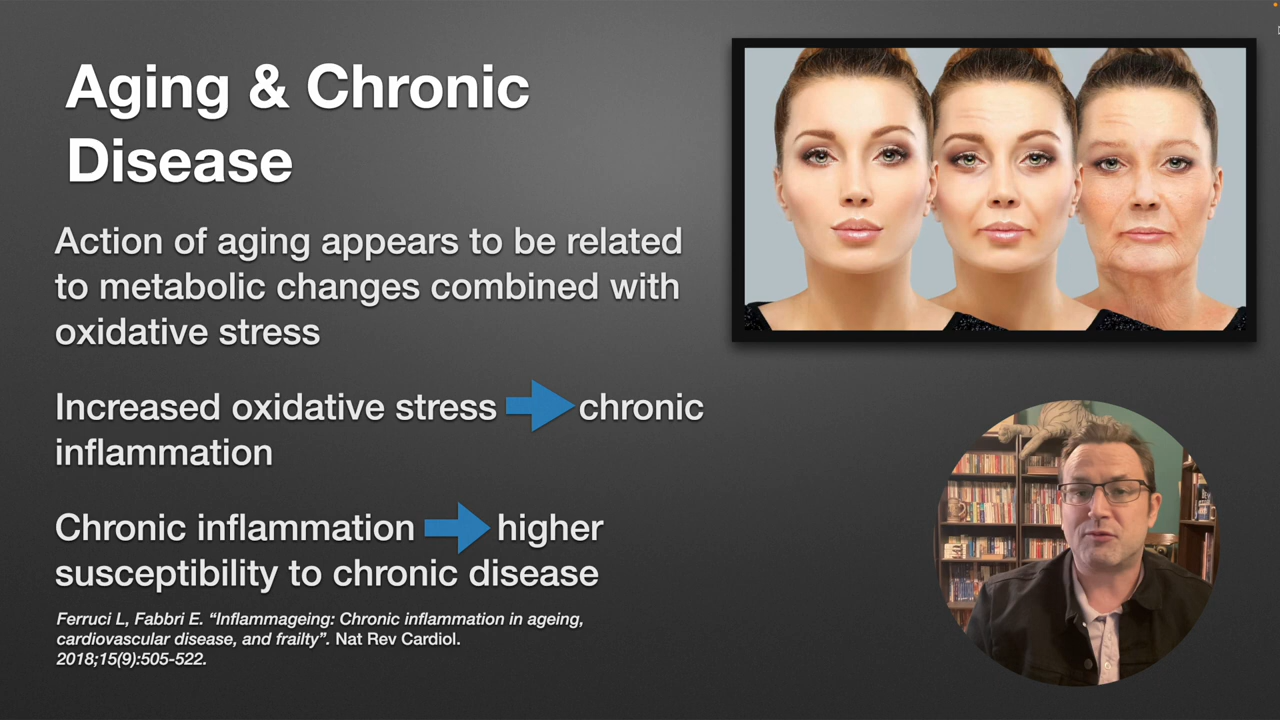 Aging & Chronic
Disease
Action of aging appears to be related
to metabolic changes combined with
oxidative stress
Increased oxidative stress chronic
inflammation
Chronic inflammation higher
susceptibility to chronic disease
Ferruci L, Fabbri E. “Inflammageing: Chronic inflammation in ageing,
cardiovascular disease, and frailty”. Nat Rev Cardiol.
2018;15(9):505-522.